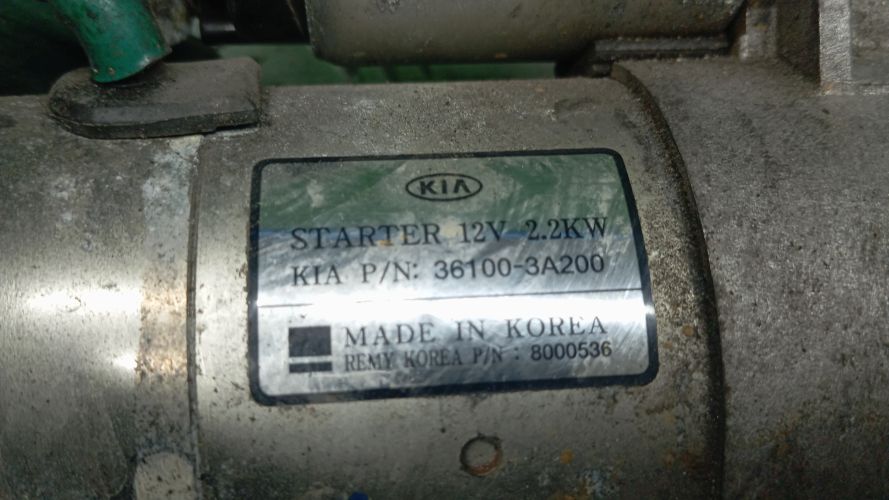 KIA
STARTER 12V 2.2KW
KIA P/N: 36100-3A200
MADE IN KOREA
REMY KOREA P/N : 8000536